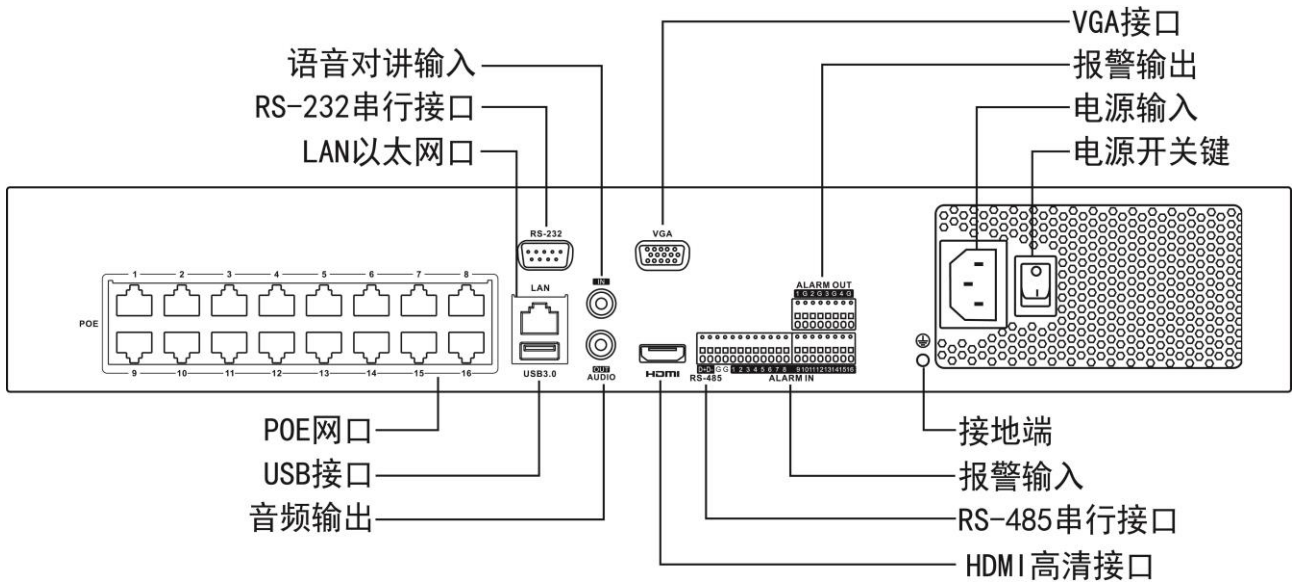 VGA接口
语音对讲输入
报警输出
RS-232串行接口
电源输入
LAN以太网口
电源开关键
RS-232
VGA
1 2 3 4 5 6 7 8
IN
LAN
ALARM OUT
1 G 2 G 3 G 4 G
POE
9 10 11 12 13 14 15 16
USB3.0
OUT
AUDIO
HDMI
D+ D- G G 1 2 3 4 5 6 7 8 9 10 11 12 13 14 15 16
RS-485
ALARM IN
POE网口
接地端
USB接口
报警输入
音频输出
RS-485串行接口
HDMI高清接口